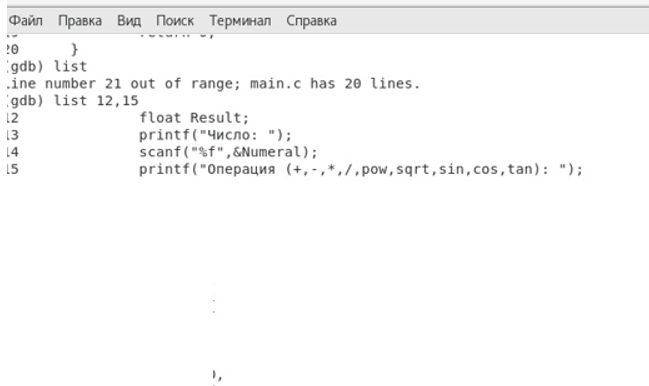 Файл Правка Вид Поиск Терминал Справка
20 }
(gdb) list
Line number 21 out of range; main.c has 20 lines.
(gdb) list 12,15
12 float Result;
13 printf("Число: ");
14 scanf("%f",&Numeral);
15 printf("Операция (+,-,*,/,pow,sqrt,sin,cos,tan): ");